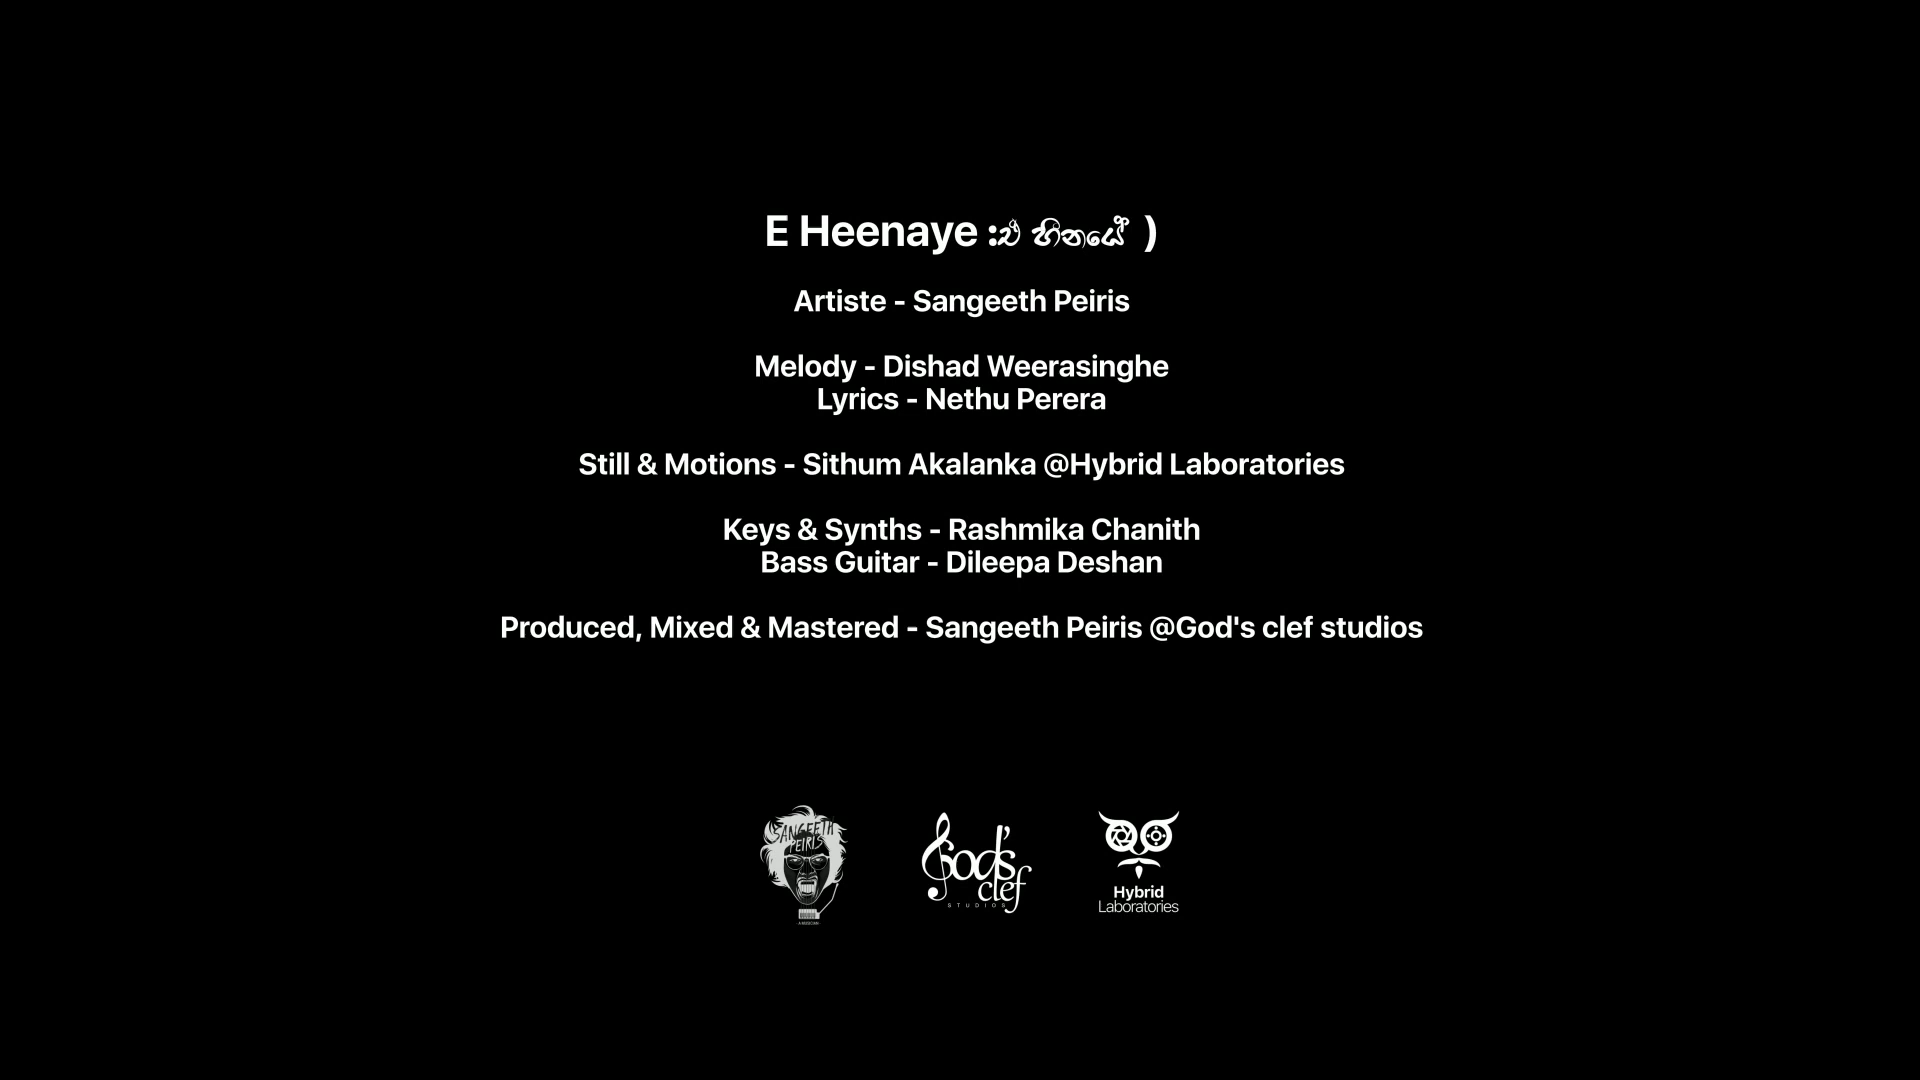 E Heenaye :ඒ හීනයේ )
Artiste - Sangeeth Peiris
Melody - Dishad Weerasinghe
Lyrics - Nethu Perera
Still & Motions - Sithum Akalanka @Hybrid Laboratories
Keys & Synths - Rashmika Chanith
Bass Guitar - Dileepa Deshan
Produced, Mixed & Mastered - Sangeeth Peiris @God's clef studios
SANGEETH
PEIRIS
God's
clef
STUDIOS
Hybrid
Laboratories